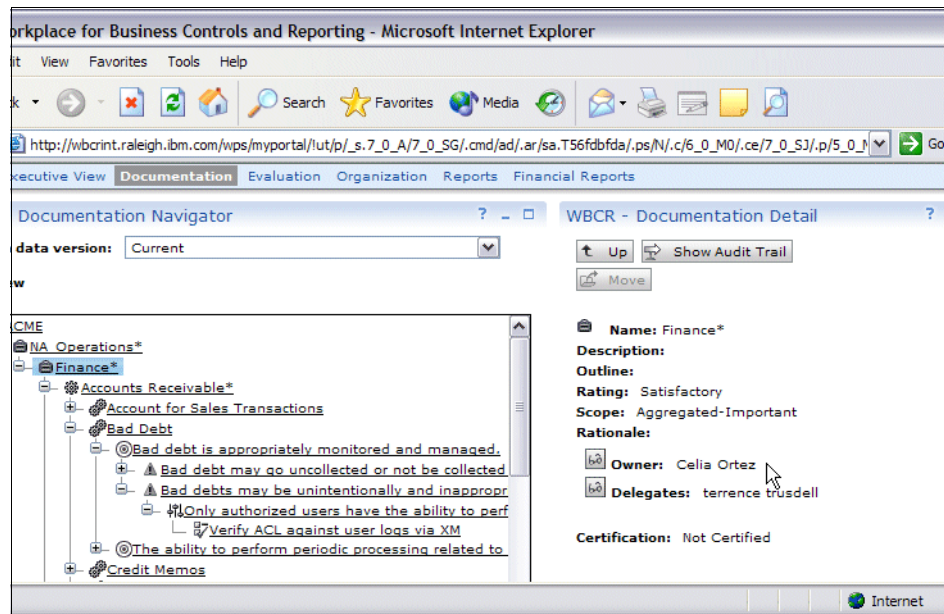 orkplace for Business Controls and Reporting - Microsoft Internet Explorer
it View Favorites Tools Help
k Search Favorites Media
http://wbcrint.raleigh.ibm.com/wps/myportal/!ut/p/_s.7_0_A/7_0_SG/.cmd/ad/.ar/sa.T56fdbfda/.ps/N/.c/6_0_M0/.ce/7_0_SJ/.p/5_0_M Go
xecutive View Documentation Evaluation Organization Reports Financial Reports
Documentation Navigator ?
data version: Current
w
CME
NA Operations*
Finance*
Accounts Receivable*
Account for Sales Transactions
Bad Debt
Bad debt is appropriately monitored and managed.
Bad debt may go uncollected or not be collected
Bad debts may be unintentionally and inappropr
Only authorized users have the ability to perf
Verify ACL against user logs via XM
The ability to perform periodic processing related to
Credit Memos
WBCR - Documentation Detail ?
Up Show Audit Trail
Move
Name: Finance*
Description:
Outline:
Rating: Satisfactory
Scope: Aggregated-Important
Rationale:
Owner: Celia Ortez
Delegates: terrence trusdell
Certification: Not Certified
Internet